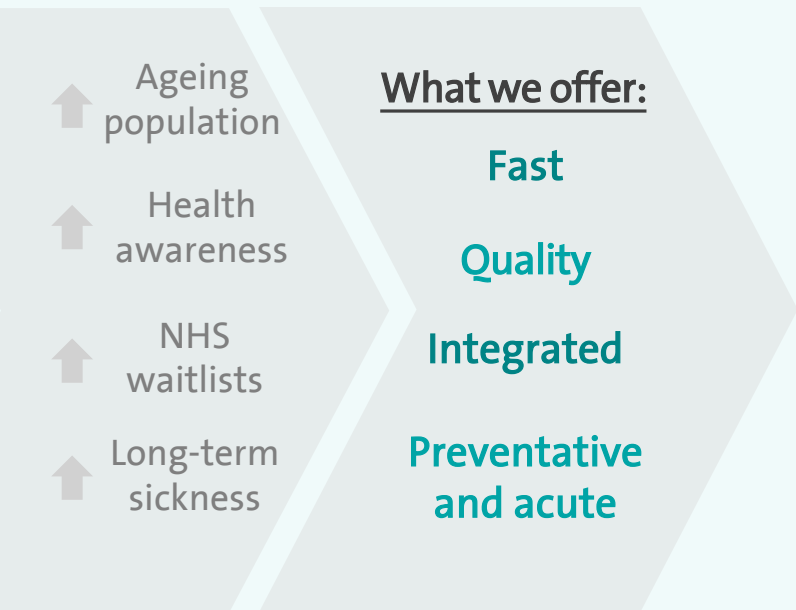 Ageing
population
Health
awareness
NHS
waitlists
Long-term
sickness
What we offer:
Fast
Quality
Integrated
Preventative
and acute